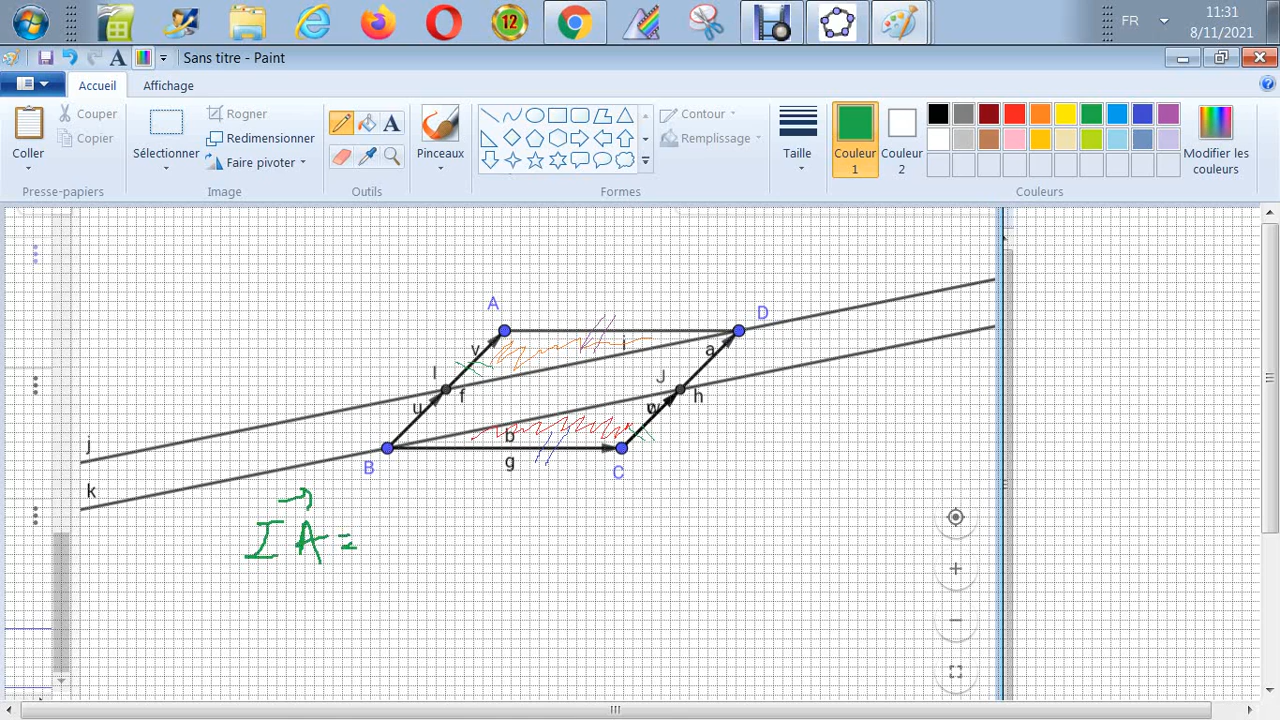 12
FR
11:31
8/11/2021
Sans titre - Paint
Accueil
Affichage
Coller
Couper
Copier
Presse-papiers
Sélectionner
Rogner
Redimensionner
Faire pivoter
Image
A
Outils
Pinceaux
Contour
Remplissage
Formes
Taille
Couleur 1
Couleur 2
Modifier les couleurs
Couleurs
A
D
v
i
a
I
J
f
h
u
w
b
j
B
g
C
k
IA =